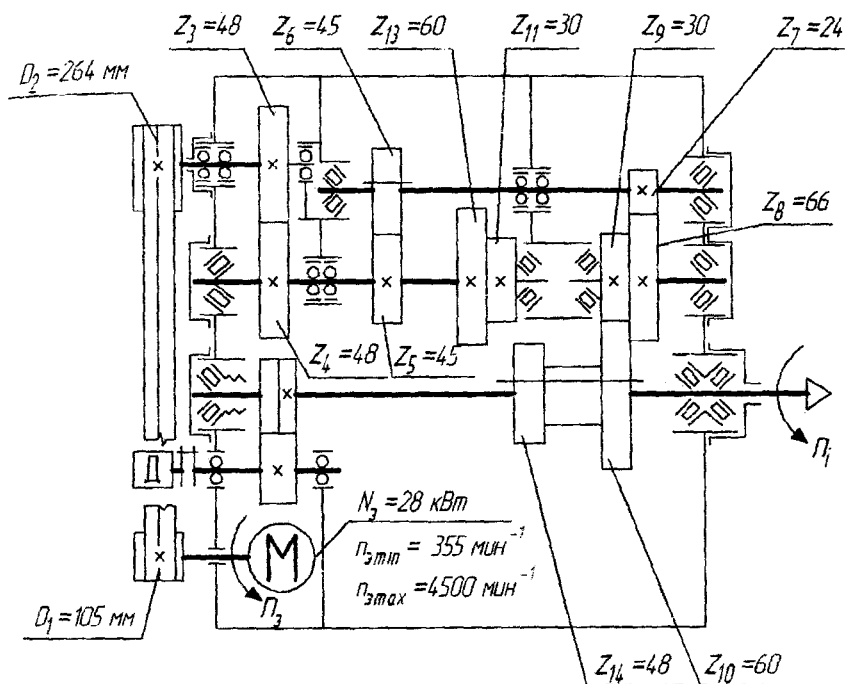 Z3=48
Z6=45
Z13=60
Z11=30
Z9=30
Z7=24
D2=264 мм
Z8=66
Z4=48
Z5=45
Д
Nэ=28 кВт
nэmin = 355 мин⁻¹
nэmax =4500 мин⁻¹
М
nэ
ni
D1=105 мм
Z14=48
Z10=60